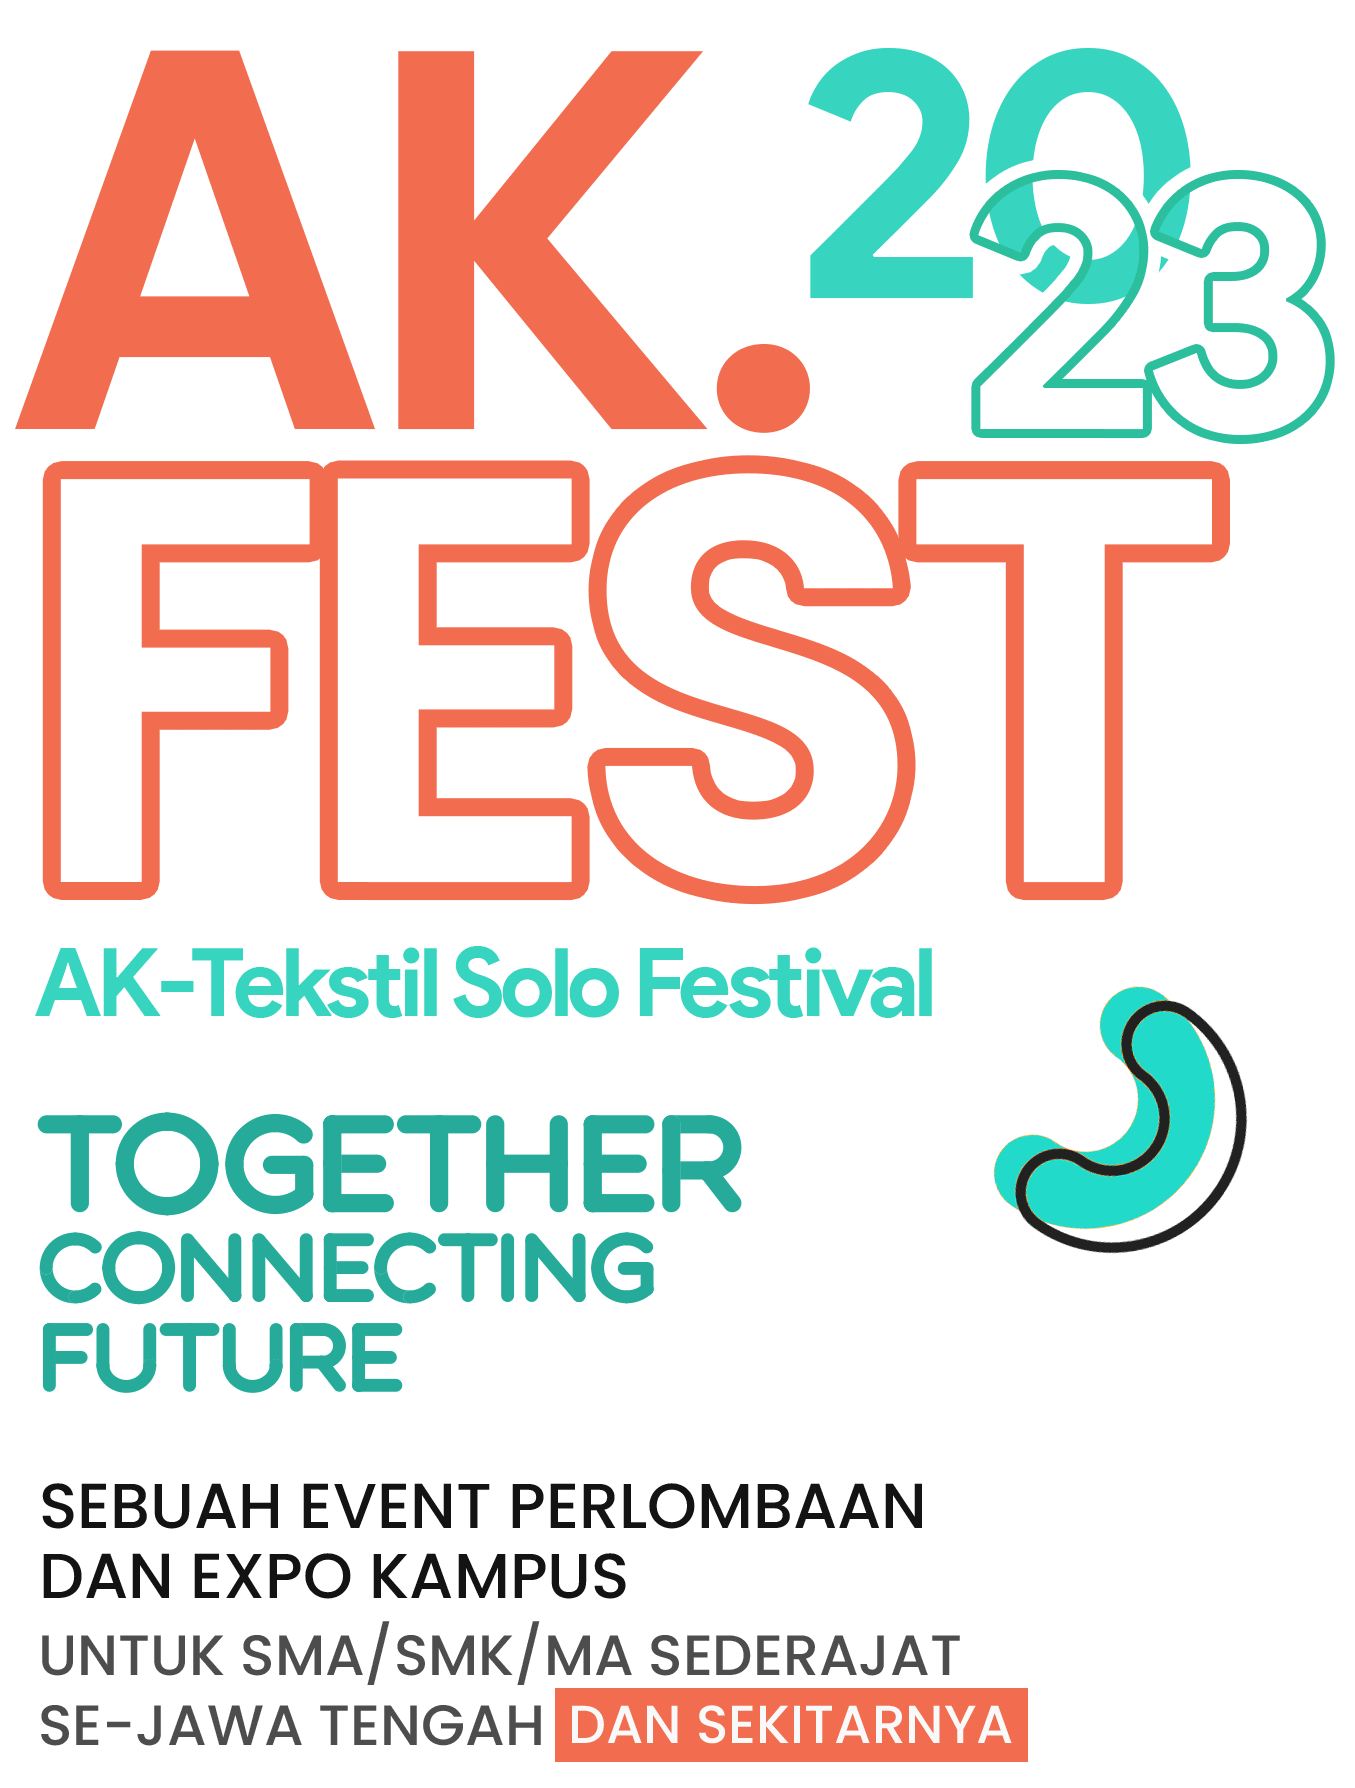 AK. 2023
FEST
AK-Tekstil Solo Festival
TOGETHER
CONNECTING
FUTURE
SEBUAH EVENT PERLOMBAAN
DAN EXPO KAMPUS
UNTUK SMA/SMK/MA SEDERAJAT
SE-JAWA TENGAH DAN SEKITARNYA